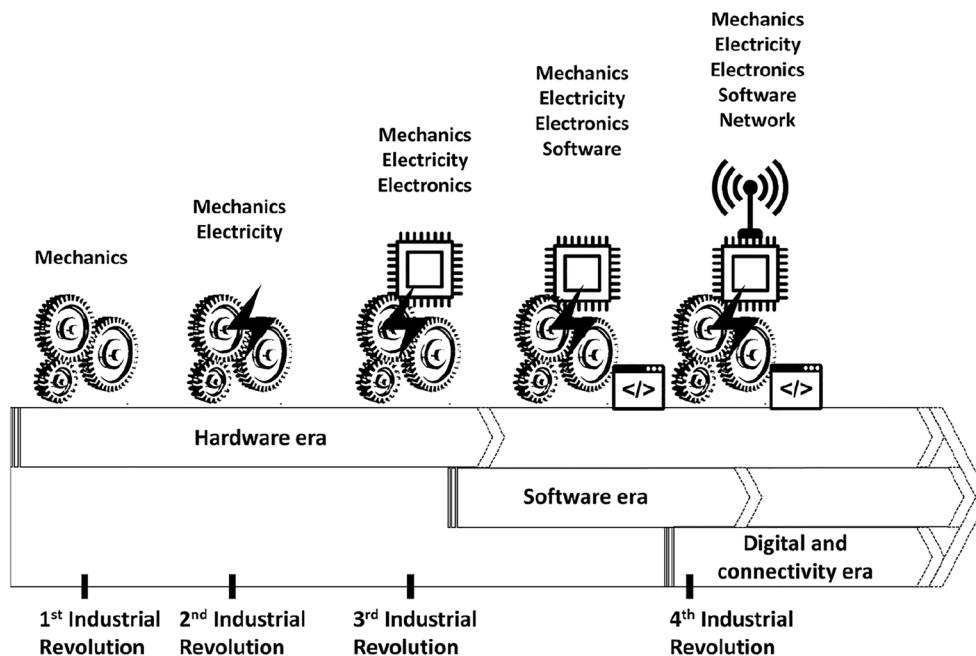 Mechanics
Mechanics
Electricity
Mechanics
Electricity
Electronics
Mechanics
Electricity
Electronics
Software
Mechanics
Electricity
Electronics
Software
Network
</>
</>
Hardware era
Software era
Digital and
connectivity era
1st Industrial
Revolution
2nd Industrial
Revolution
3rd Industrial
Revolution
4th Industrial
Revolution